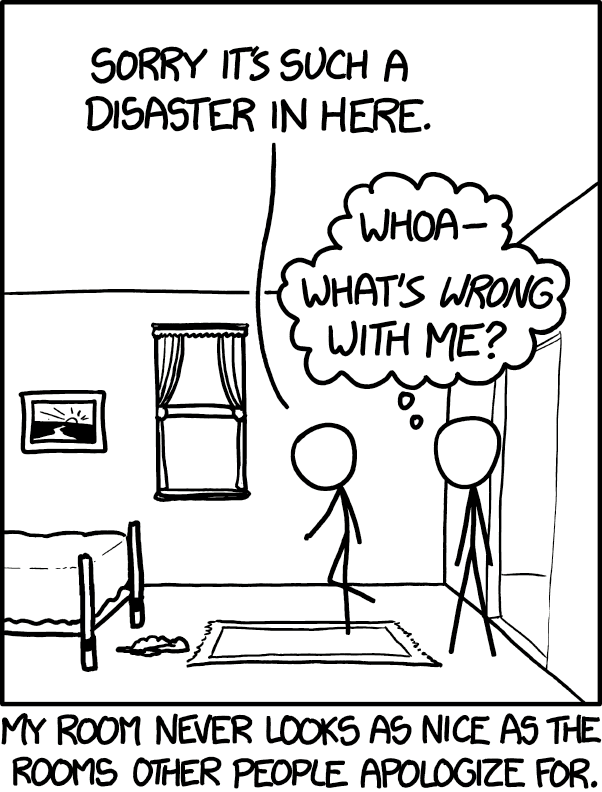 SORRY IT'S SUCH A
DISASTER IN HERE.
WHOA—
WHAT'S WRONG
WITH ME?
MY ROOM NEVER LOOKS AS NICE AS THE
ROOMS OTHER PEOPLE APOLOGIZE FOR.